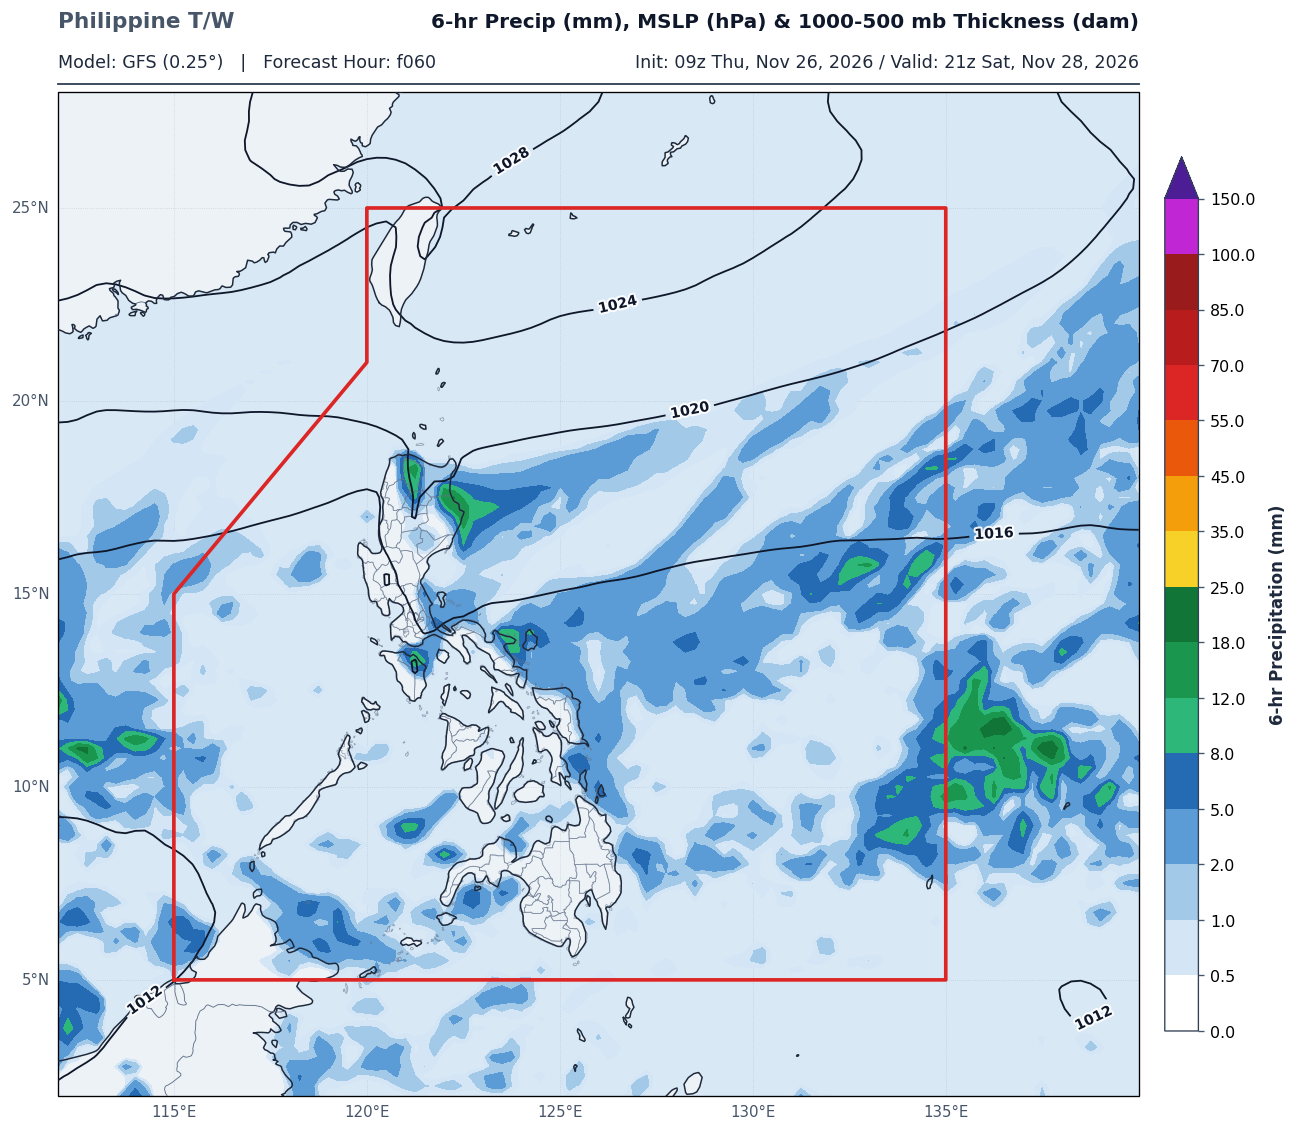 Philippine T/W
6-hr Precip (mm), MSLP (hPa) & 1000-500 mb Thickness (dam)
Model: GFS (0.25°) | Forecast Hour: f060
Init: 09z Thu, Nov 26, 2026 / Valid: 21z Sat, Nov 28, 2026
25°N
20°N
15°N
10°N
5°N
115°E
120°E
125°E
130°E
135°E
1028
1024
1020
1016
1012
1012
150.0
100.0
85.0
70.0
55.0
45.0
35.0
25.0
18.0
12.0
8.0
5.0
2.0
1.0
0.5
0.0
6-hr Precipitation (mm)